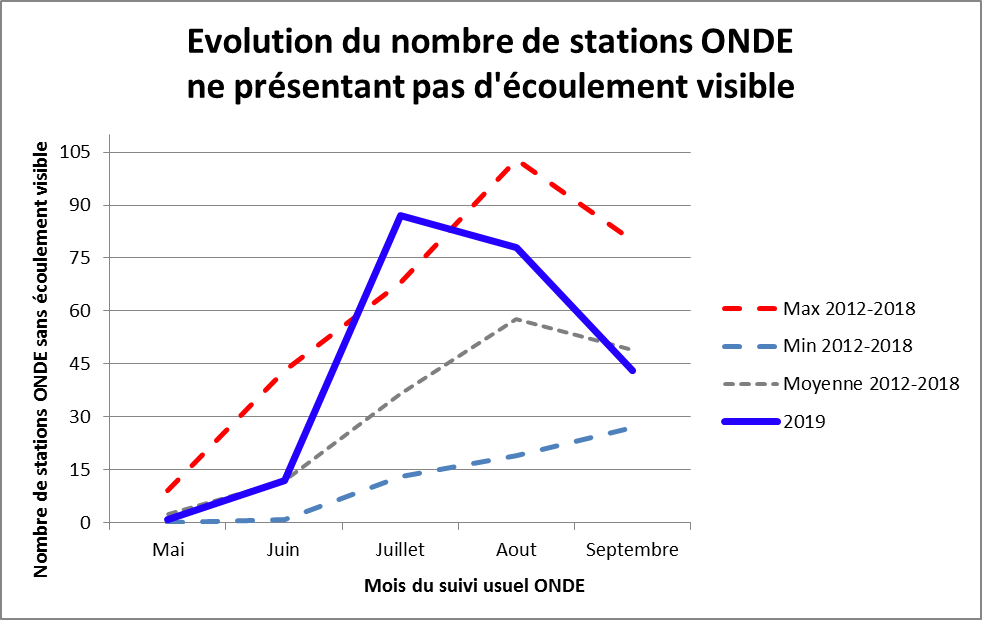 Evolution du nombre de stations ONDE
ne présentant pas d'écoulement visible
Nombre de stations ONDE sans écoulement visible
105
90
75
60
45
30
15
0
Mai
Juin
Juillet
Aout
Septembre
Mois du suivi usuel ONDE
Max 2012-2018
Min 2012-2018
Moyenne 2012-2018
2019